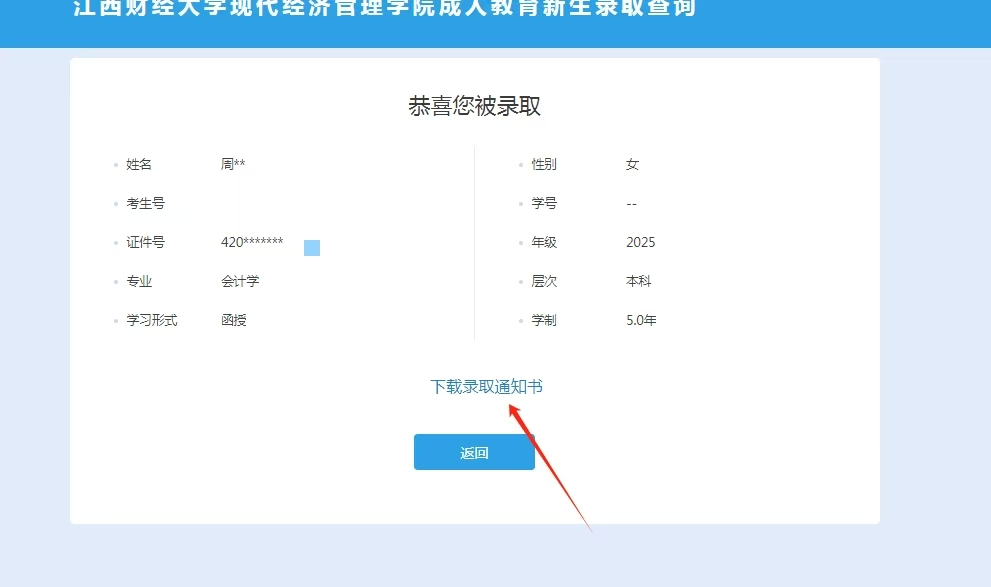 江西财经大学现代经济管理学院成人教育新生录取查询
恭喜您被录取
姓名 周** 性别 女
考生号 学号 --
证件号 420******* 年级 2025
专业 会计学 层次 本科
学习形式 函授 学制 5.0年
下载录取通知书
返回